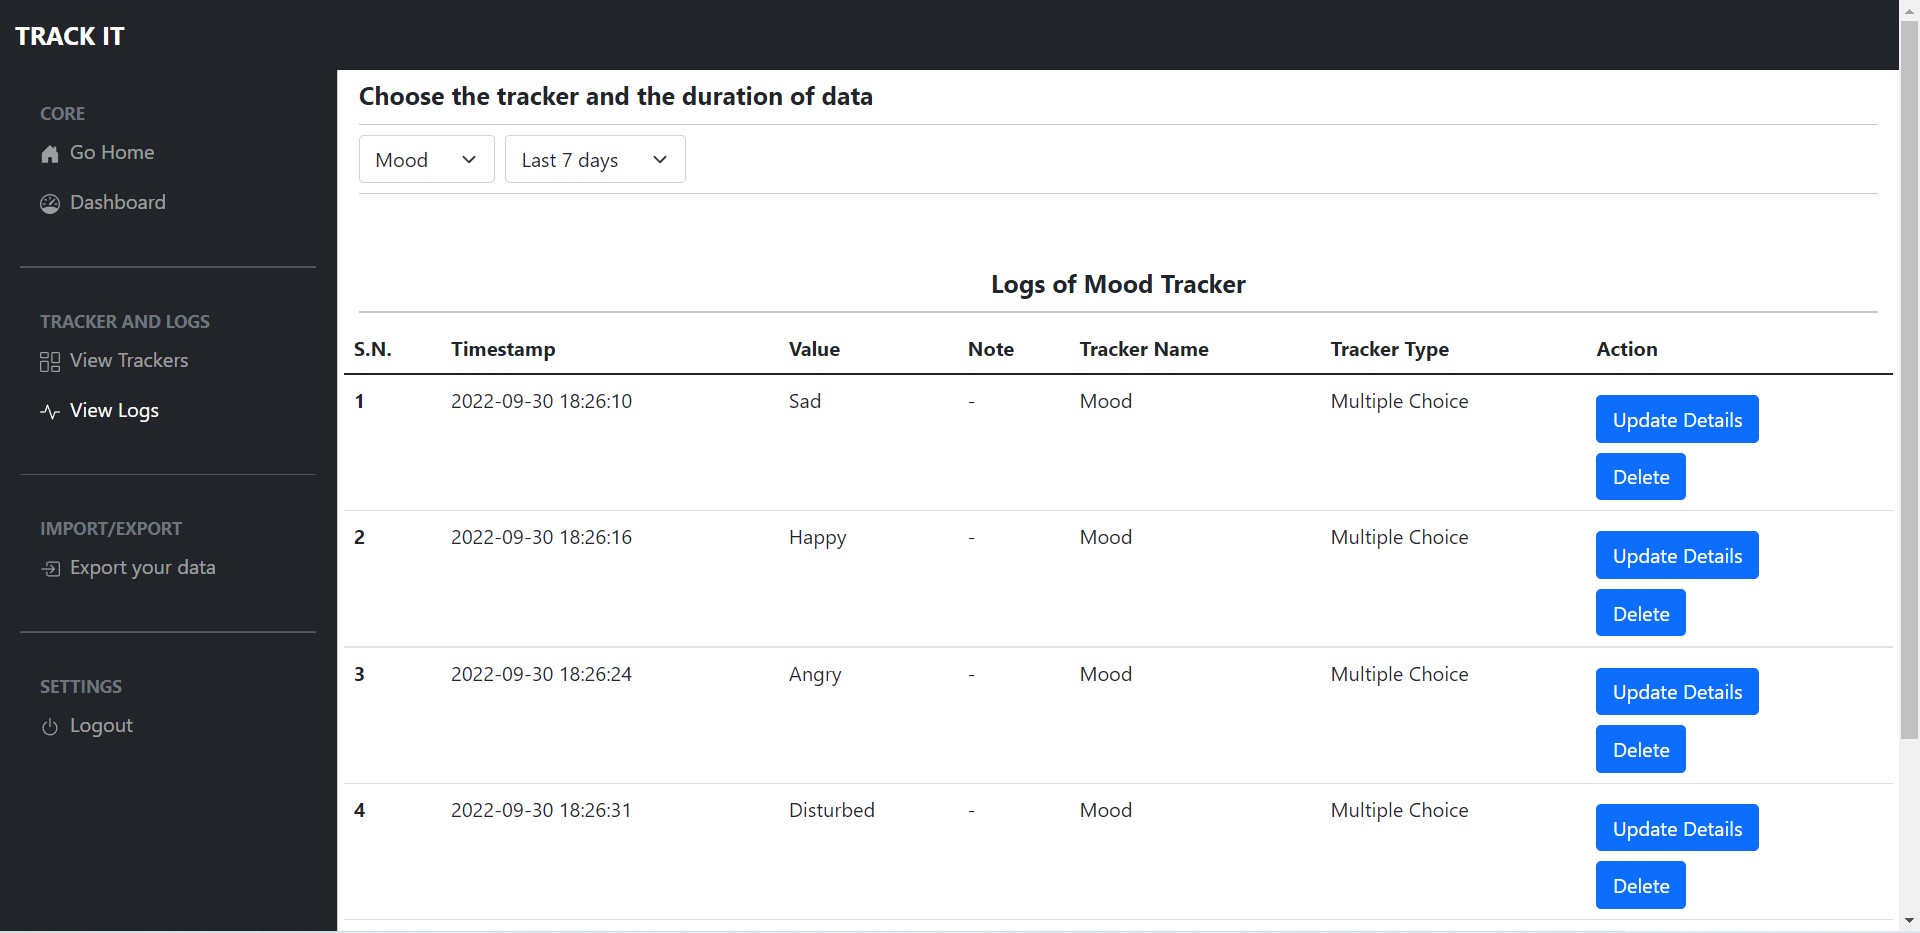 TRACK IT
CORE
Go Home
Dashboard
TRACKER AND LOGS
View Trackers
View Logs
IMPORT/EXPORT
Export your data
SETTINGS
Logout
Choose the tracker and the duration of data
Mood Last 7 days
Logs of Mood Tracker
S.N. Timestamp Value Note Tracker Name Tracker Type Action
1 2022-09-30 18:26:10 Sad - Mood Multiple Choice Update Details
Delete
2 2022-09-30 18:26:16 Happy - Mood Multiple Choice Update Details
Delete
3 2022-09-30 18:26:24 Angry - Mood Multiple Choice Update Details
Delete
4 2022-09-30 18:26:31 Disturbed - Mood Multiple Choice Update Details
Delete